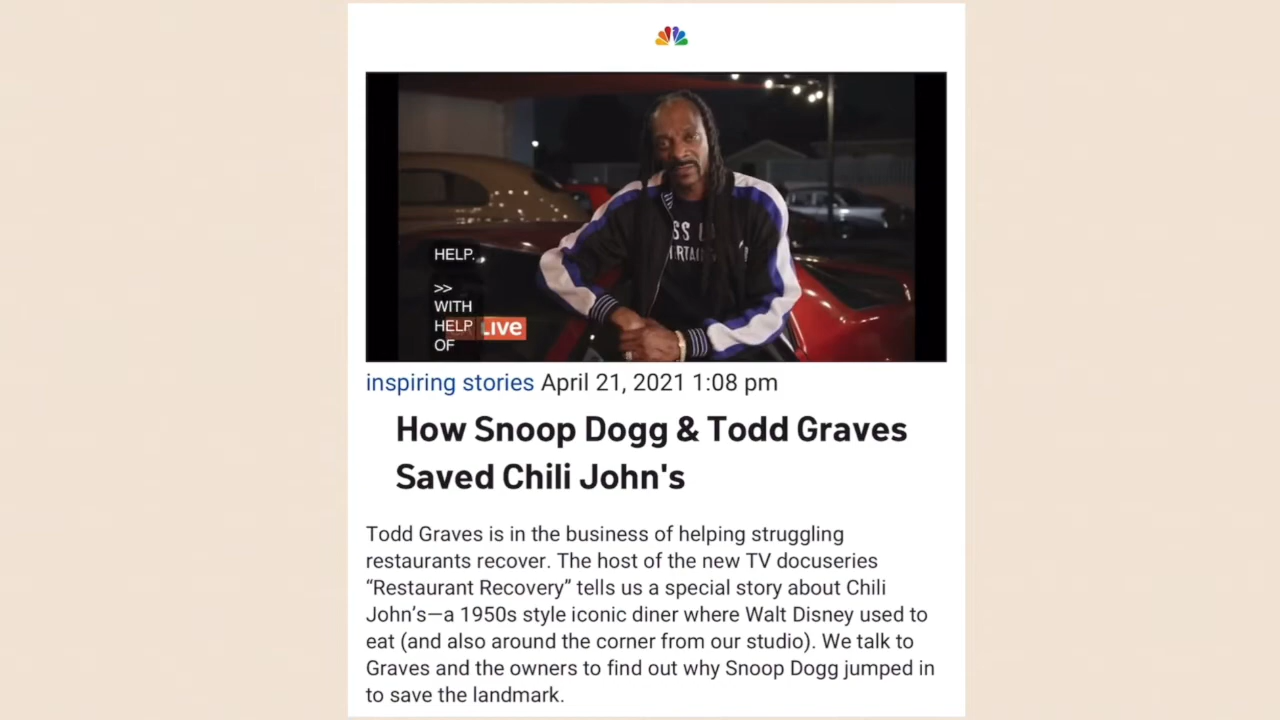 HELP.
>>
WITH
HELP
OF
LIVE
inspiring stories April 21, 2021 1:08 pm
How Snoop Dogg & Todd Graves
Saved Chili John's
Todd Graves is in the business of helping struggling
restaurants recover. The host of the new TV docuseries
“Restaurant Recovery” tells us a special story about Chili
John’s—a 1950s style iconic diner where Walt Disney used to
eat (and also around the corner from our studio). We talk to
Graves and the owners to find out why Snoop Dogg jumped in
to save the landmark.